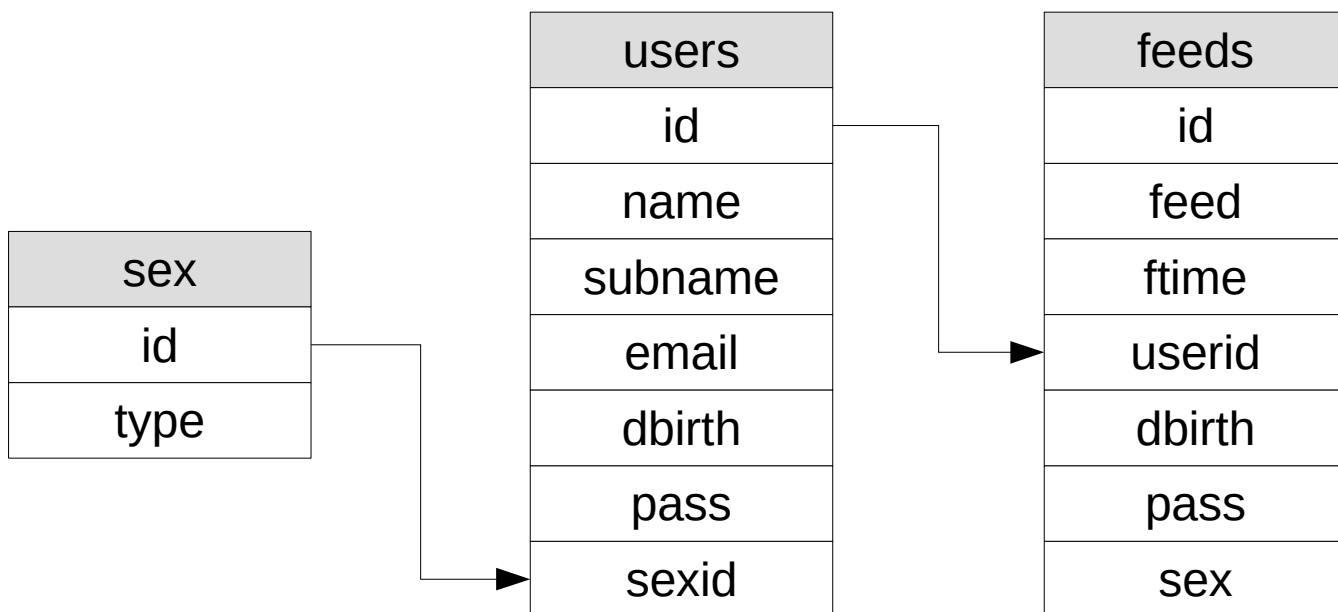 sex
id
type
users
id
name
subname
email
dbirth
pass
sexid
feeds
id
feed
ftime
userid
dbirth
pass
sex